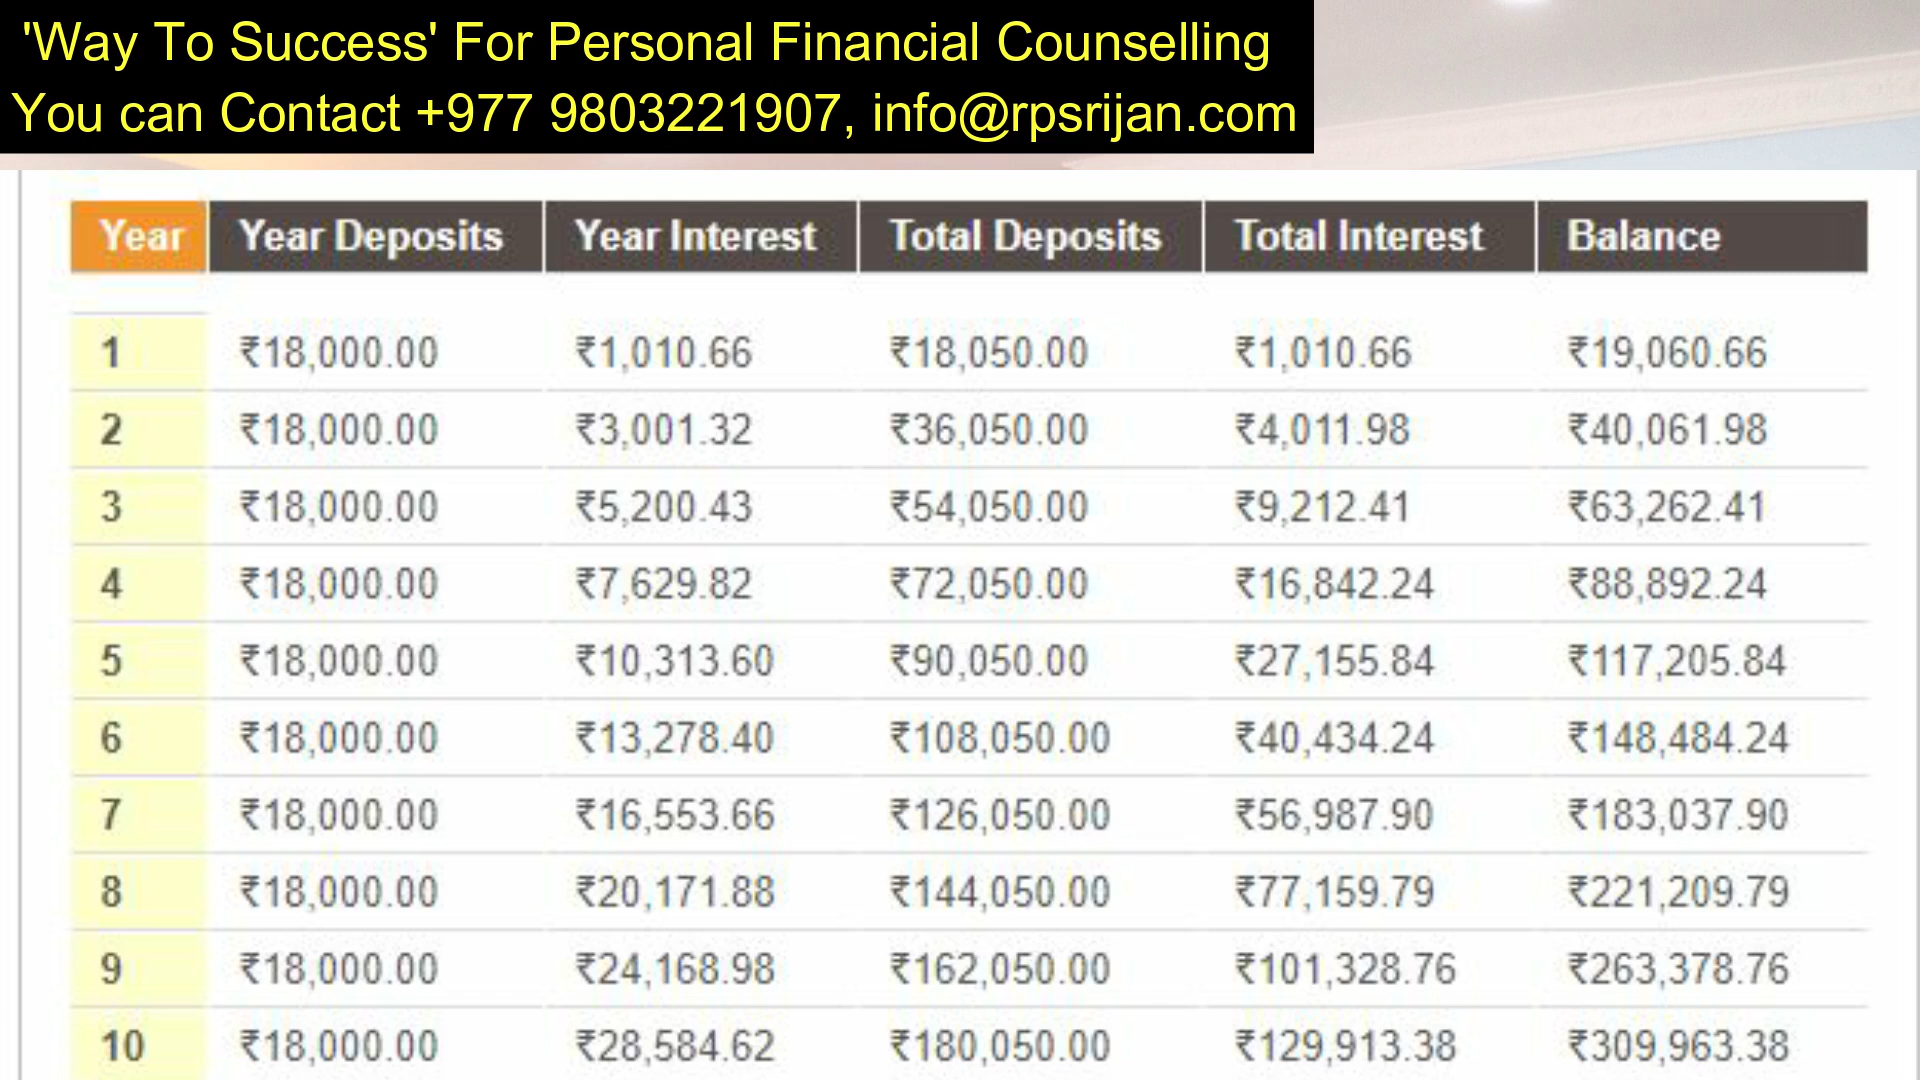 'Way To Success' For Personal Financial Counselling
You can Contact +977 9803221907, info@rpsrijan.com
Year Year Deposits Year Interest Total Deposits Total Interest Balance
1 ₹18,000.00 ₹1,010.66 ₹18,050.00 ₹1,010.66 ₹19,060.66
2 ₹18,000.00 ₹3,001.32 ₹36,050.00 ₹4,011.98 ₹40,061.98
3 ₹18,000.00 ₹5,200.43 ₹54,050.00 ₹9,212.41 ₹63,262.41
4 ₹18,000.00 ₹7,629.82 ₹72,050.00 ₹16,842.24 ₹88,892.24
5 ₹18,000.00 ₹10,313.60 ₹90,050.00 ₹27,155.84 ₹117,205.84
6 ₹18,000.00 ₹13,278.40 ₹108,050.00 ₹40,434.24 ₹148,484.24
7 ₹18,000.00 ₹16,553.66 ₹126,050.00 ₹56,987.90 ₹183,037.90
8 ₹18,000.00 ₹20,171.88 ₹144,050.00 ₹77,159.79 ₹221,209.79
9 ₹18,000.00 ₹24,168.98 ₹162,050.00 ₹101,328.76 ₹263,378.76
10 ₹18,000.00 ₹28,584.62 ₹180,050.00 ₹129,913.38 ₹309,963.38